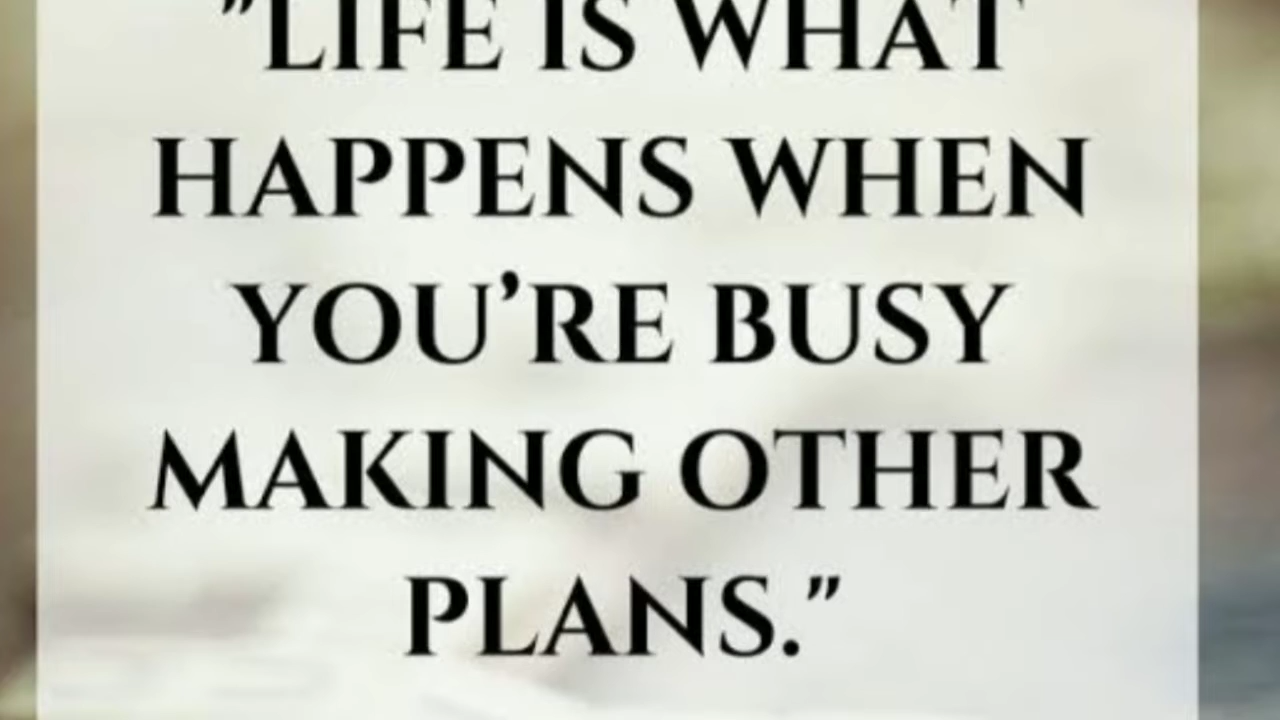 "LIFE IS WHAT
HAPPENS WHEN
YOU’RE BUSY
MAKING OTHER
PLANS."